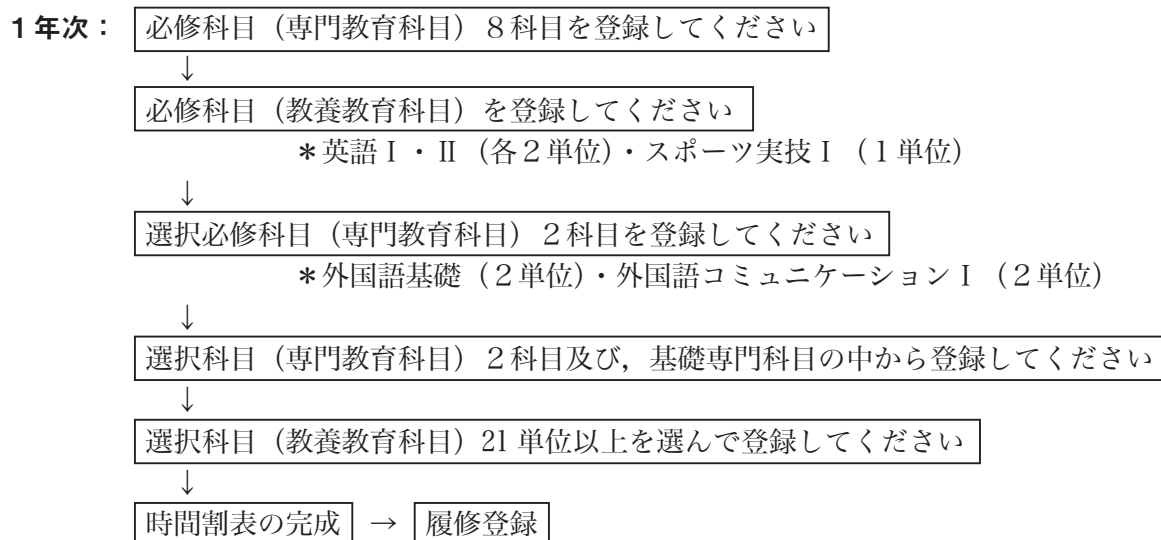 １年次： 必修科目（専門教育科目）８科目を登録してください
↓
必修科目（教養教育科目）を登録してください
＊英語Ⅰ・Ⅱ（各２単位）・スポーツ実技Ⅰ（１単位）
↓
選択必修科目（専門教育科目）２科目を登録してください
＊外国語基礎（２単位）・外国語コミュニケーションⅠ（２単位）
↓
選択科目（専門教育科目）２科目及び，基礎専門科目の中から登録してください
↓
選択科目（教養教育科目）21 単位以上を選んで登録してください
↓
時間割表の完成 → 履修登録